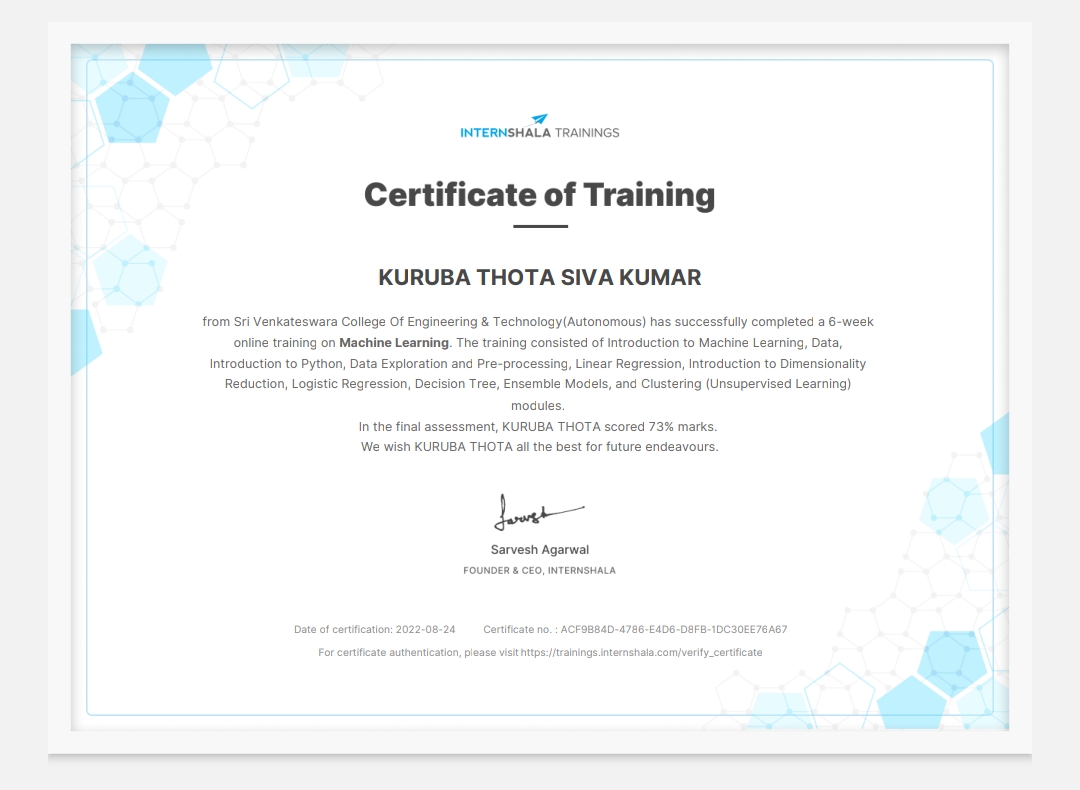 INTERNSHALA TRAININGS
Certificate of Training
KURUBA THOTA SIVA KUMAR
from Sri Venkateswara College Of Engineering & Technology(Autonomous) has successfully completed a 6-week
online training on Machine Learning. The training consisted of Introduction to Machine Learning, Data,
Introduction to Python, Data Exploration and Pre-processing, Linear Regression, Introduction to Dimensionality
Reduction, Logistic Regression, Decision Tree, Ensemble Models, and Clustering (Unsupervised Learning)
modules.
In the final assessment, KURUBA THOTA scored 73% marks.
We wish KURUBA THOTA all the best for future endeavours.
Sarvesh
Sarvesh Agarwal
FOUNDER & CEO, INTERNSHALA
Date of certification: 2022-08-24 Certificate no. : ACF9B84D-4786-E4D6-D8FB-1DC30EE76A67
For certificate authentication, please visit https://trainings.internshala.com/verify_certificate